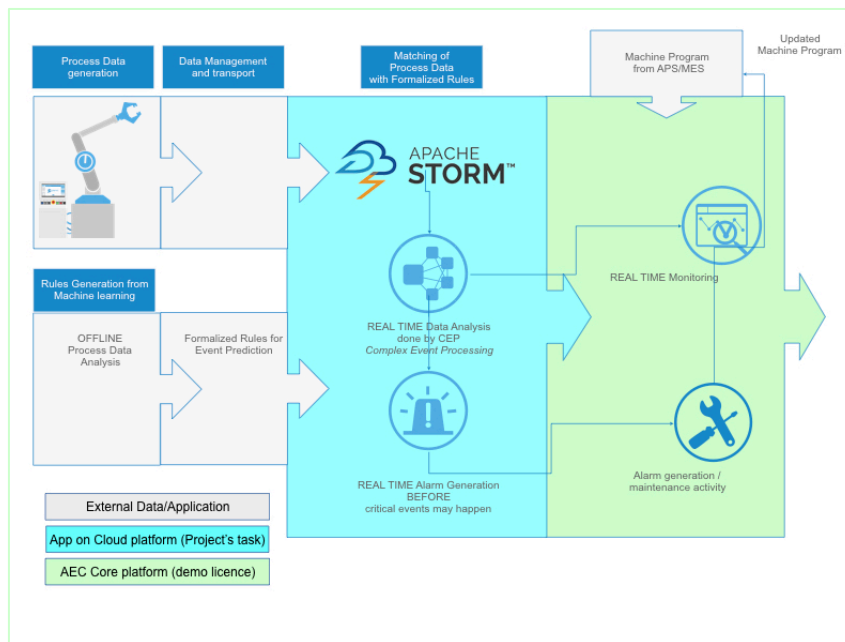 Process Data
generation
Data Management
and transport
Matching of
Process Data
with Formalized Rules
Machine Program
from APS/MES
Updated
Machine Program
APACHE
STORM™
REAL TIME Monitoring
Rules Generation from
Machine learning
OFFLINE
Process Data
Analysis
Formalized Rules for
Event Prediction
REAL TIME Data Analysis
done by CEP
Complex Event Processing
REAL TIME Alarm Generation
BEFORE
critical events may happen
Alarm generation /
maintenance activity
External Data/Application
App on Cloud platform (Project's task)
AEC Core platform (demo licence)